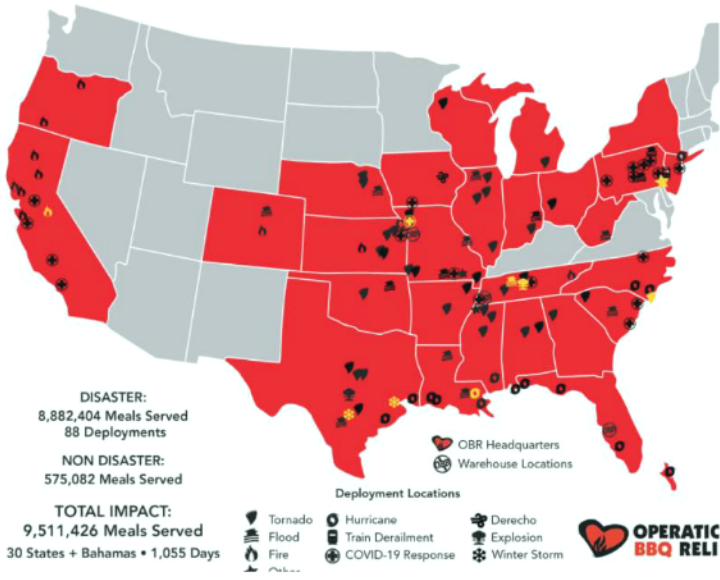 DISASTER:
8,882,404 Meals Served
88 Deployments
NON DISASTER:
575,082 Meals Served
TOTAL IMPACT:
9,511,426 Meals Served
30 States + Bahamas • 1,055 Days
OBR Headquarters
Warehouse Locations
Deployment Locations
Tornado
Flood
Fire
Other
Hurricane
Train Derailment
COVID-19 Response
Derecho
Explosion
Winter Storm
OPERATIC
BBQ RELI